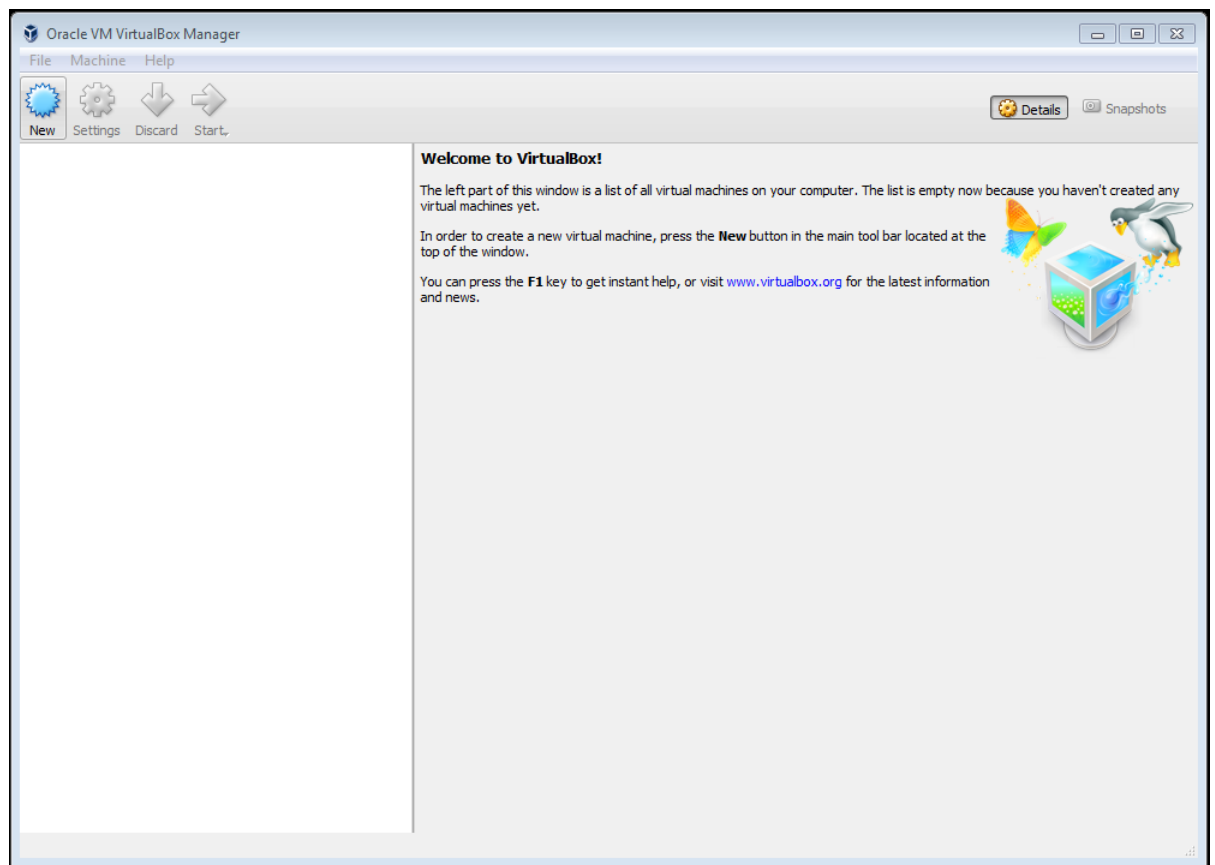 Oracle VM VirtualBox Manager
File Machine Help
New Settings Discard Start
Details Snapshots
Welcome to VirtualBox!
The left part of this window is a list of all virtual machines on your computer. The list is empty now because you haven't created any
virtual machines yet.
In order to create a new virtual machine, press the New button in the main tool bar located at the
top of the window.
You can press the F1 key to get instant help, or visit www.virtualbox.org for the latest information
and news.